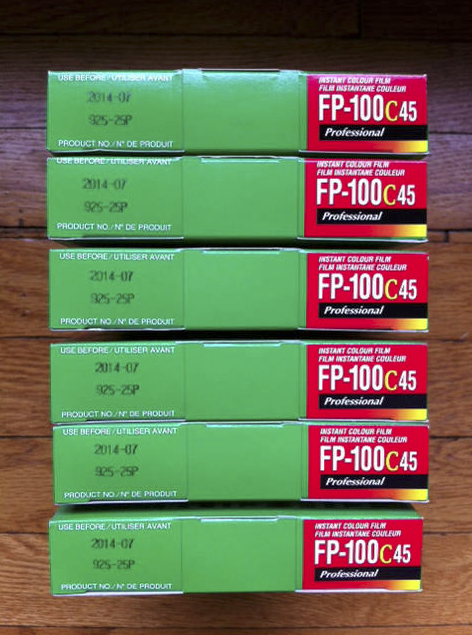 USE BEFORE/UTILISER AVANT
2014-07
925-25P
PRODUCT NO./Nº DE PRODUIT
INSTANT COLOUR FILM
FILM INSTANTANE COULEUR
FP-100C45
Professional
USE BEFORE/UTILISER AVANT
2014-07
925-25P
PRODUCT NO./Nº DE PRODUIT
INSTANT COLOUR FILM
FILM INSTANTANE COULEUR
FP-100C45
Professional
USE BEFORE/UTILISER AVANT
2014-07
925-25P
PRODUCT NO./Nº DE PRODUIT
INSTANT COLOUR FILM
FILM INSTANTANE COULEUR
FP-100C45
Professional
USE BEFORE/UTILISER AVANT
2014-07
925-25P
PRODUCT NO./Nº DE PRODUIT
INSTANT COLOUR FILM
FILM INSTANTANE COULEUR
FP-100C45
Professional
USE BEFORE/UTILISER AVANT
2014-07
925-25P
PRODUCT NO./Nº DE PRODUIT
INSTANT COLOUR FILM
FILM INSTANTANE COULEUR
FP-100C45
Professional
USE BEFORE/UTILISER AVANT
2014-07
925-25P
PRODUCT NO./Nº DE PRODUIT
INSTANT COLOUR FILM
FILM INSTANTANE COULEUR
FP-100C45
Professional